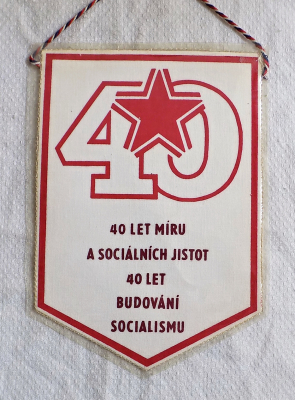 40
40 LET MÍRU
A SOCIÁLNÍCH JISTOT
40 LET
BUDOVÁNÍ
SOCIALISMU